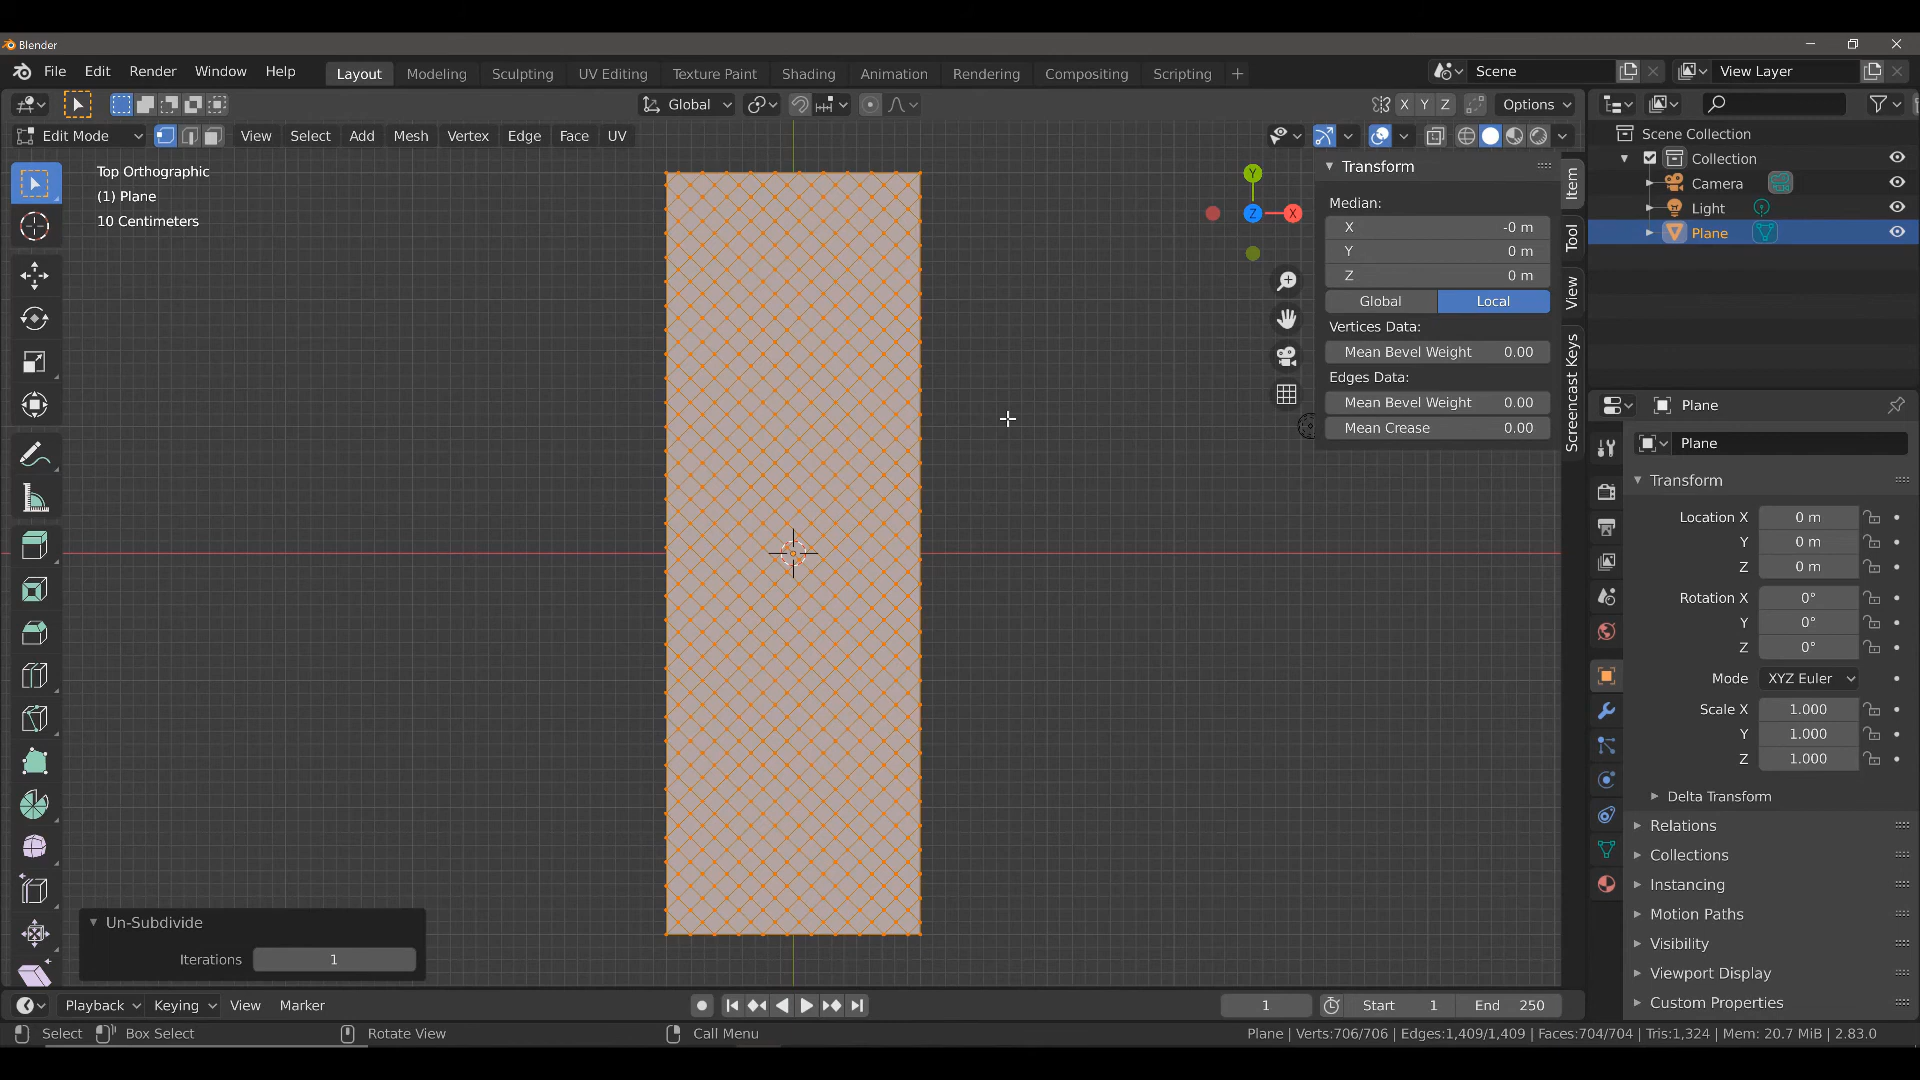 Blender
File Edit Render Window Help Layout Modeling Sculpting UV Editing Texture Paint Shading Animation Rendering Compositing Scripting + Scene View Layer
Global X Y Z Options
Edit Mode View Select Add Mesh Vertex Edge Face UV
Top Orthographic
(1) Plane
10 Centimeters
Y
Z X
Transform
Median:
X -0 m
Y 0 m
Z 0 m
Global Local
Vertices Data:
Mean Bevel Weight 0.00
Edges Data:
Mean Bevel Weight 0.00
Mean Crease 0.00
Item
Tool
View
Screencast Keys
Scene Collection
Collection
Camera
Light
Plane
Plane
Plane
Transform
Location X 0 m
Y 0 m
Z 0 m
Rotation X 0°
Y 0°
Z 0°
Mode XYZ Euler
Scale X 1.000
Y 1.000
Z 1.000
Delta Transform
Relations
Collections
Instancing
Motion Paths
Visibility
Viewport Display
Custom Properties
Un-Subdivide
Iterations 1
Playback Keying View Marker 1 Start 1 End 250
Select Box Select Rotate View Call Menu Plane | Verts:706/706 | Edges:1,409/1,409 | Faces:704/704 | Tris:1,324 | Mem: 20.7 MiB | 2.83.0